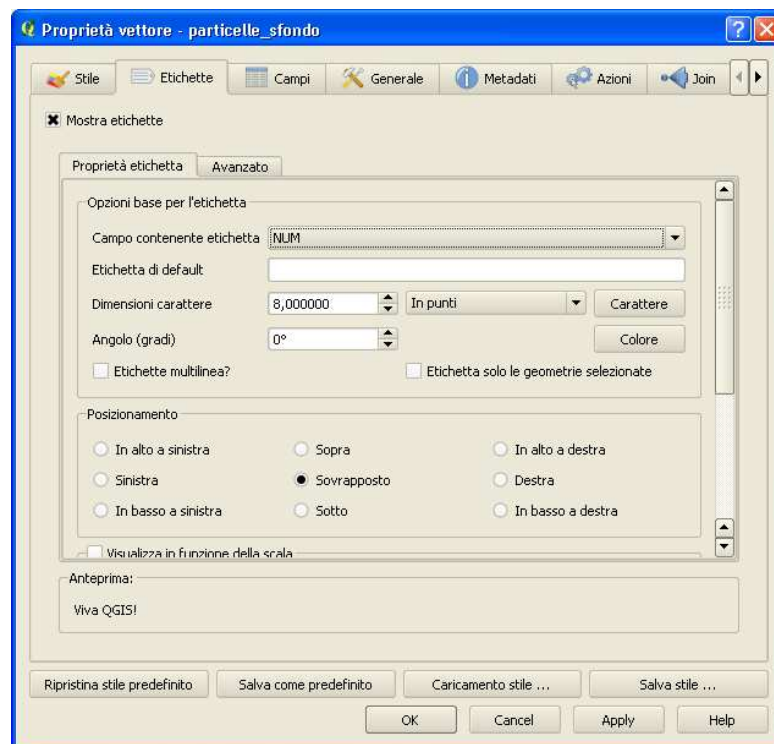 Proprietà vettore - particelle_sfondo
Stile Etichette Campi Generale Metadati Azioni Join
Mostra etichette
Proprietà etichetta Avanzato
Opzioni base per l'etichetta
Campo contenente etichetta NUM
Etichetta di default
Dimensioni carattere 8,000000 In punti Carattere
Angolo (gradi) 0° Colore
Etichette multilinea? Etichetta solo le geometrie selezionate
Posizionamento
In alto a sinistra Sopra In alto a destra
Sinistra Sovrapposto Destra
In basso a sinistra Sotto In basso a destra
Visualizza in funzione della scala
Anteprima:
Viva QGIS!
Ripristina stile predefinito Salva come predefinito Caricamento stile ... Salva stile ...
OK Cancel Apply Help